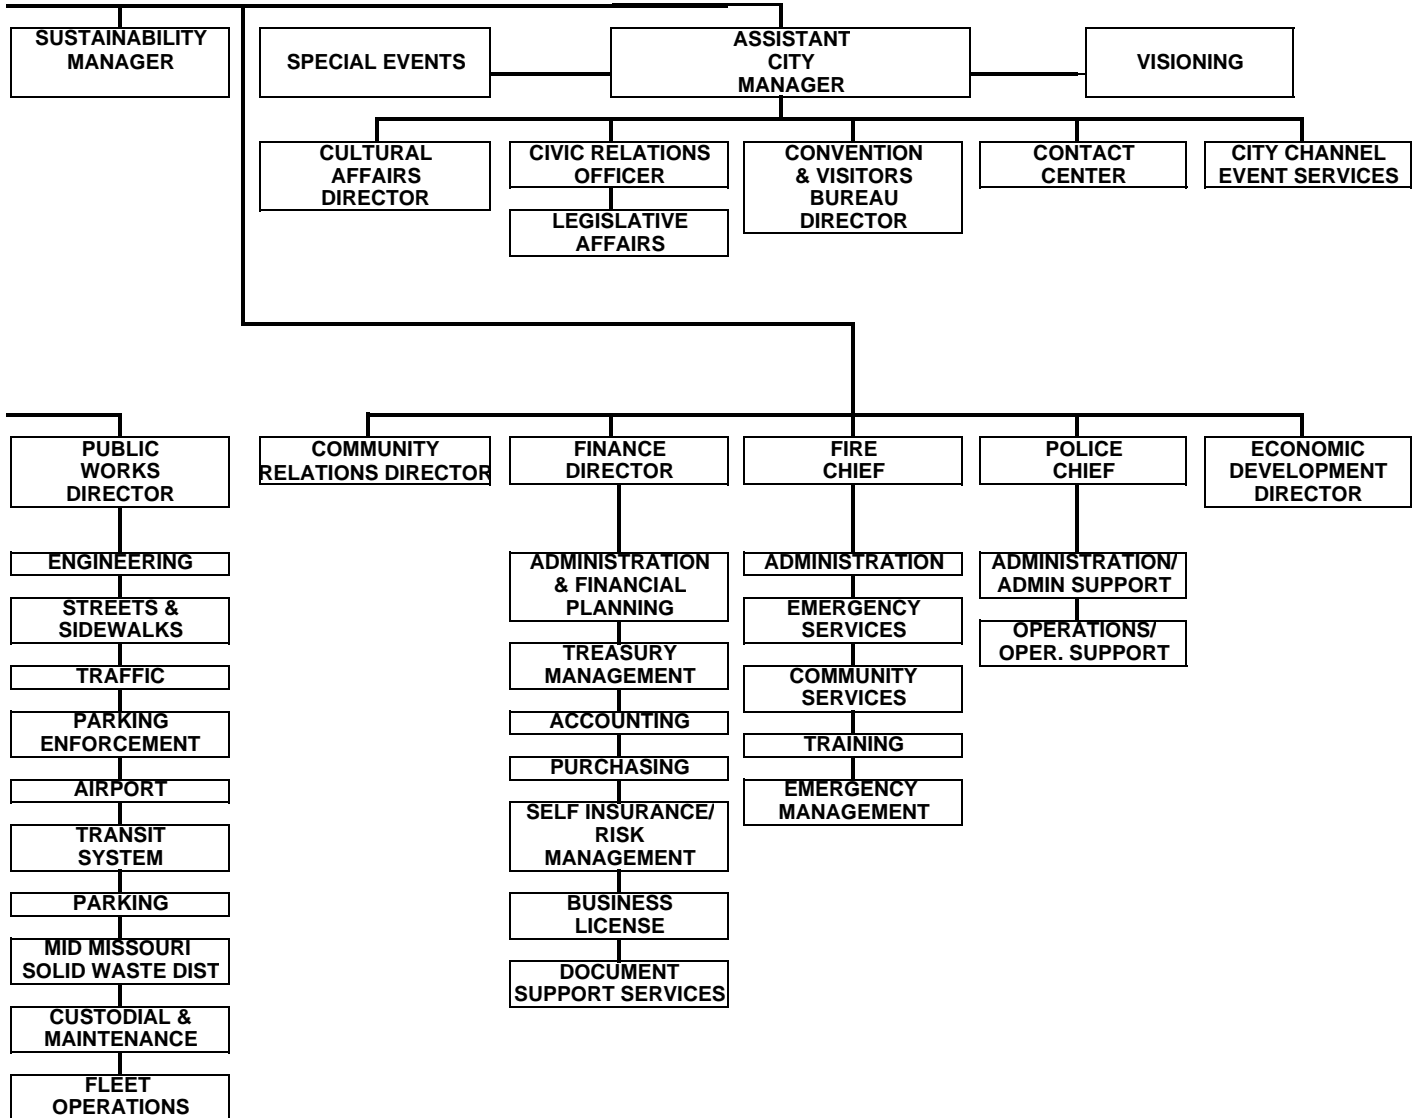 SUSTAINABILITY
MANAGER
SPECIAL EVENTS
ASSISTANT
CITY
MANAGER
VISIONING
CULTURAL
AFFAIRS
DIRECTOR
CIVIC RELATIONS
OFFICER
LEGISLATIVE
AFFAIRS
CONVENTION
& VISITORS
BUREAU
DIRECTOR
CONTACT
CENTER
CITY CHANNEL
EVENT SERVICES
PUBLIC
WORKS
DIRECTOR
ENGINEERING
STREETS &
SIDEWALKS
TRAFFIC
PARKING
ENFORCEMENT
AIRPORT
TRANSIT
SYSTEM
PARKING
MID MISSOURI
SOLID WASTE DIST
CUSTODIAL &
MAINTENANCE
FLEET
OPERATIONS
COMMUNITY
RELATIONS DIRECTOR
FINANCE
DIRECTOR
ADMINISTRATION
& FINANCIAL
PLANNING
TREASURY
MANAGEMENT
ACCOUNTING
PURCHASING
SELF INSURANCE/
RISK
MANAGEMENT
BUSINESS
LICENSE
DOCUMENT
SUPPORT SERVICES
FIRE
CHIEF
ADMINISTRATION
EMERGENCY
SERVICES
COMMUNITY
SERVICES
TRAINING
EMERGENCY
MANAGEMENT
POLICE
CHIEF
ADMINISTRATION/
ADMIN SUPPORT
OPERATIONS/
OPER. SUPPORT
ECONOMIC
DEVELOPMENT
DIRECTOR